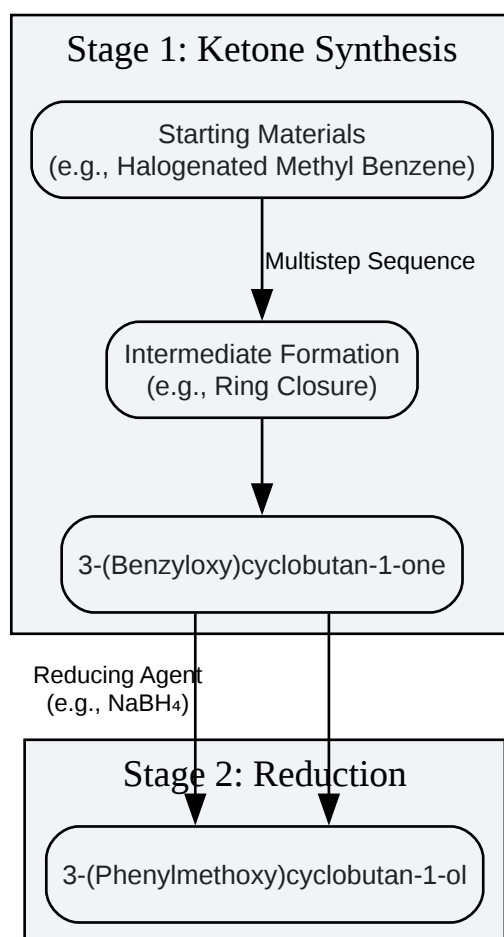 Stage 1: Ketone Synthesis
Starting Materials
(e.g., Halogenated Methyl Benzene)
Multistep Sequence
Intermediate Formation
(e.g., Ring Closure)
3-(Benzyloxy)cyclobutan-1-one
Reducing Agent
(e.g., NaBH₄)
Stage 2: Reduction
3-(Phenylmethoxy)cyclobutan-1-ol